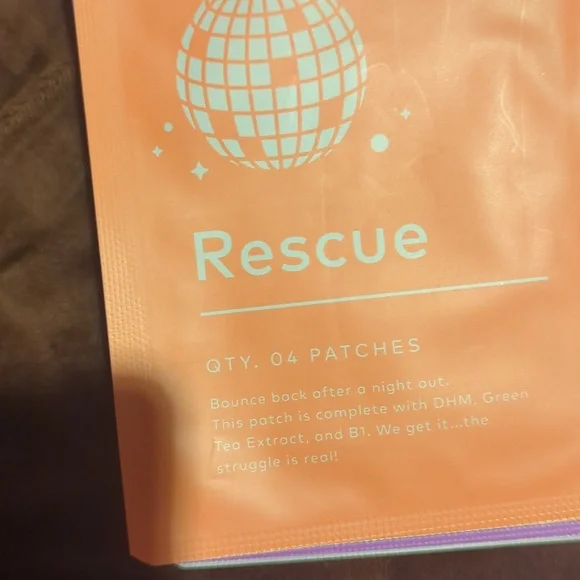 Rescue
QTY. 04 PATCHES
Bounce back after a night out.
This patch is complete with DHM, Green
Tea Extract, and B1. We get it...the
struggle is real!